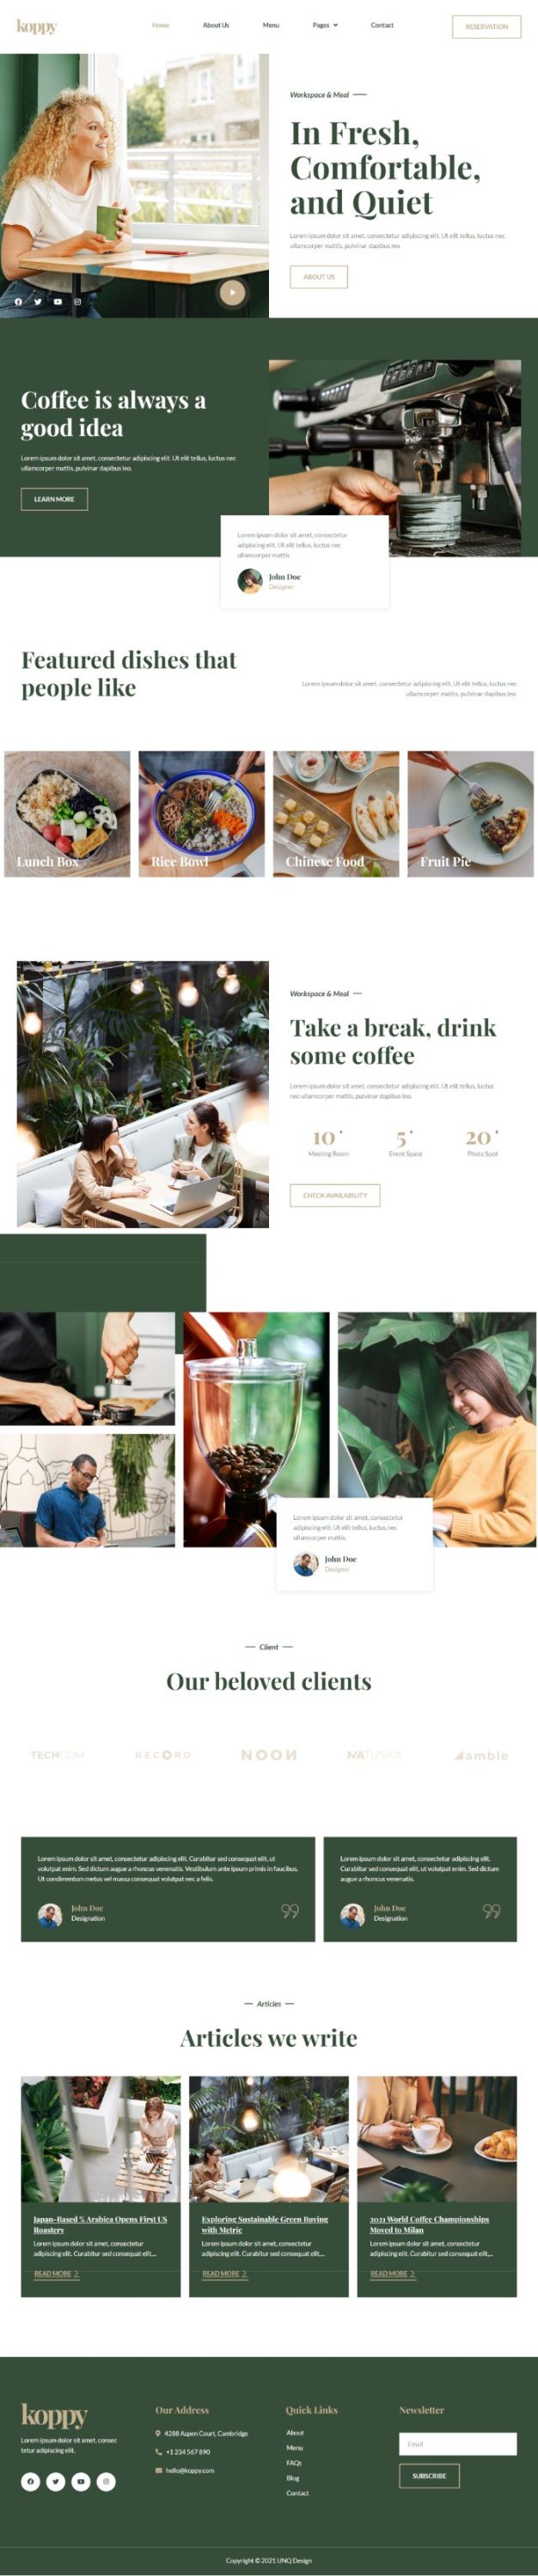 koppy
Home About Us Menu Pages Contact
RESERVATION
Workspace & Meal
In Fresh,
Comfortable,
and Quiet
Lorem ipsum dolor sit amet, consectetur adipiscing elit. Ut elit tellus, luctus nec
ullamcorper mattis, pulvinar dapibus leo.
ABOUT US
Coffee is always a
good idea
Lorem ipsum dolor sit amet, consectetur adipiscing elit. Ut elit tellus, luctus nec
ullamcorper mattis, pulvinar dapibus leo.
LEARN MORE
Lorem ipsum dolor sit amet, consectetur
adipiscing elit. Ut elit tellus, luctus nec
ullamcorper mattis.
John Doe
Designer
Featured dishes that
people like
Lorem ipsum dolor sit amet, consectetur adipiscing elit. Ut elit tellus, luctus nec
ullamcorper mattis, pulvinar dapibus leo.
Lunch Box
Rice Bowl
Chinese Food
Fruit Pie
Workspace & Meal
Take a break, drink
some coffee
Lorem ipsum dolor sit amet, consectetur adipiscing elit. Ut elit tellus, luctus
nec ullamcorper mattis, pulvinar dapibus leo.
10 5 20
Meeting Room Event Space Photo Spot
CHECK AVAILABILITY
Lorem ipsum dolor sit amet, consectetur
adipiscing elit. Ut elit tellus, luctus nec
ullamcorper mattis.
John Doe
Designer
Client
Our beloved clients
TECHCOM RECORD NOON NATUSKA amble
Lorem ipsum dolor sit amet, consectetur adipiscing elit. Curabitur sed consequat elit, ut
volutpat enim. Sed dictum augue a rhoncus venenatis. Vestibulum ante ipsum primis in faucibus.
Ut condimentum metus vel massa consequat volutpat nec a felis.
John Doe
Designation
Lorem ipsum dolor sit amet, consectetur adipiscing elit.
Curabitur sed consequat elit, ut volutpat enim. Sed dictum
augue a rhoncus venenatis.
John Doe
Designation
Articles
Articles we write
Japan-Based % Arabica Opens First US
Roastery
Lorem ipsum dolor sit amet, consectetur
adipiscing elit. Curabitur sed consequat elit,...
READ MORE
Exploring Sustainable Green Buying
with Metric
Lorem ipsum dolor sit amet, consectetur
adipiscing elit. Curabitur sed consequat elit,...
READ MORE
2021 World Coffee Championships
Moved to Milan
Lorem ipsum dolor sit amet, consectetur
adipiscing elit. Curabitur sed consequat elit,...
READ MORE
koppy
Lorem ipsum dolor sit amet, consec
tetur adipiscing elit.
Our Address
4288 Aspen Court, Cambridge
+1 234 567 890
hello@koppy.com
Quick Links
About
Menu
FAQs
Blog
Contact
Newsletter
Email
SUBSCRIBE
Copyright © 2021 UNQ Design